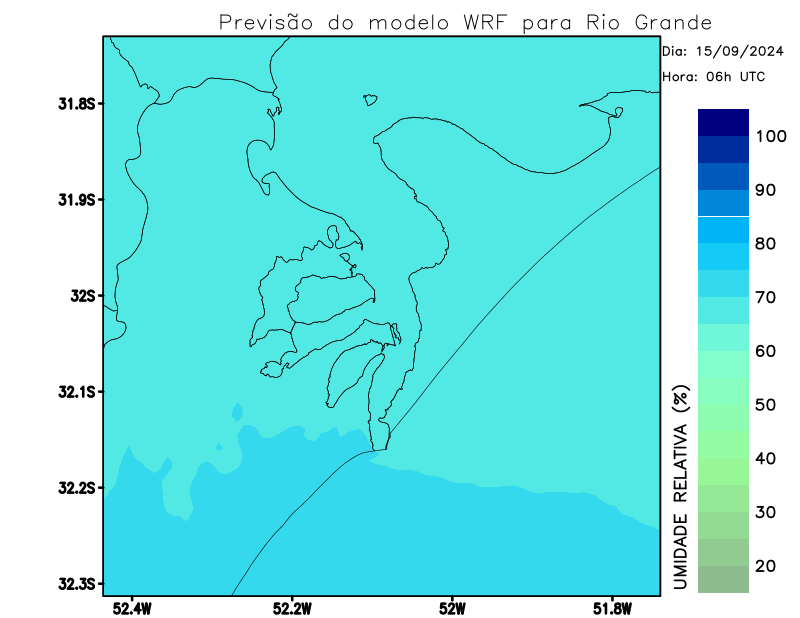 Previsão do modelo WRF para Rio Grande
Dia: 15/09/2024
Hora: 06h UTC
31.8S
31.9S
32S
32.1S
32.2S
32.3S
52.4W
52.2W
52W
51.8W
UMIDADE RELATIVA (%)
100
90
80
70
60
50
40
30
20